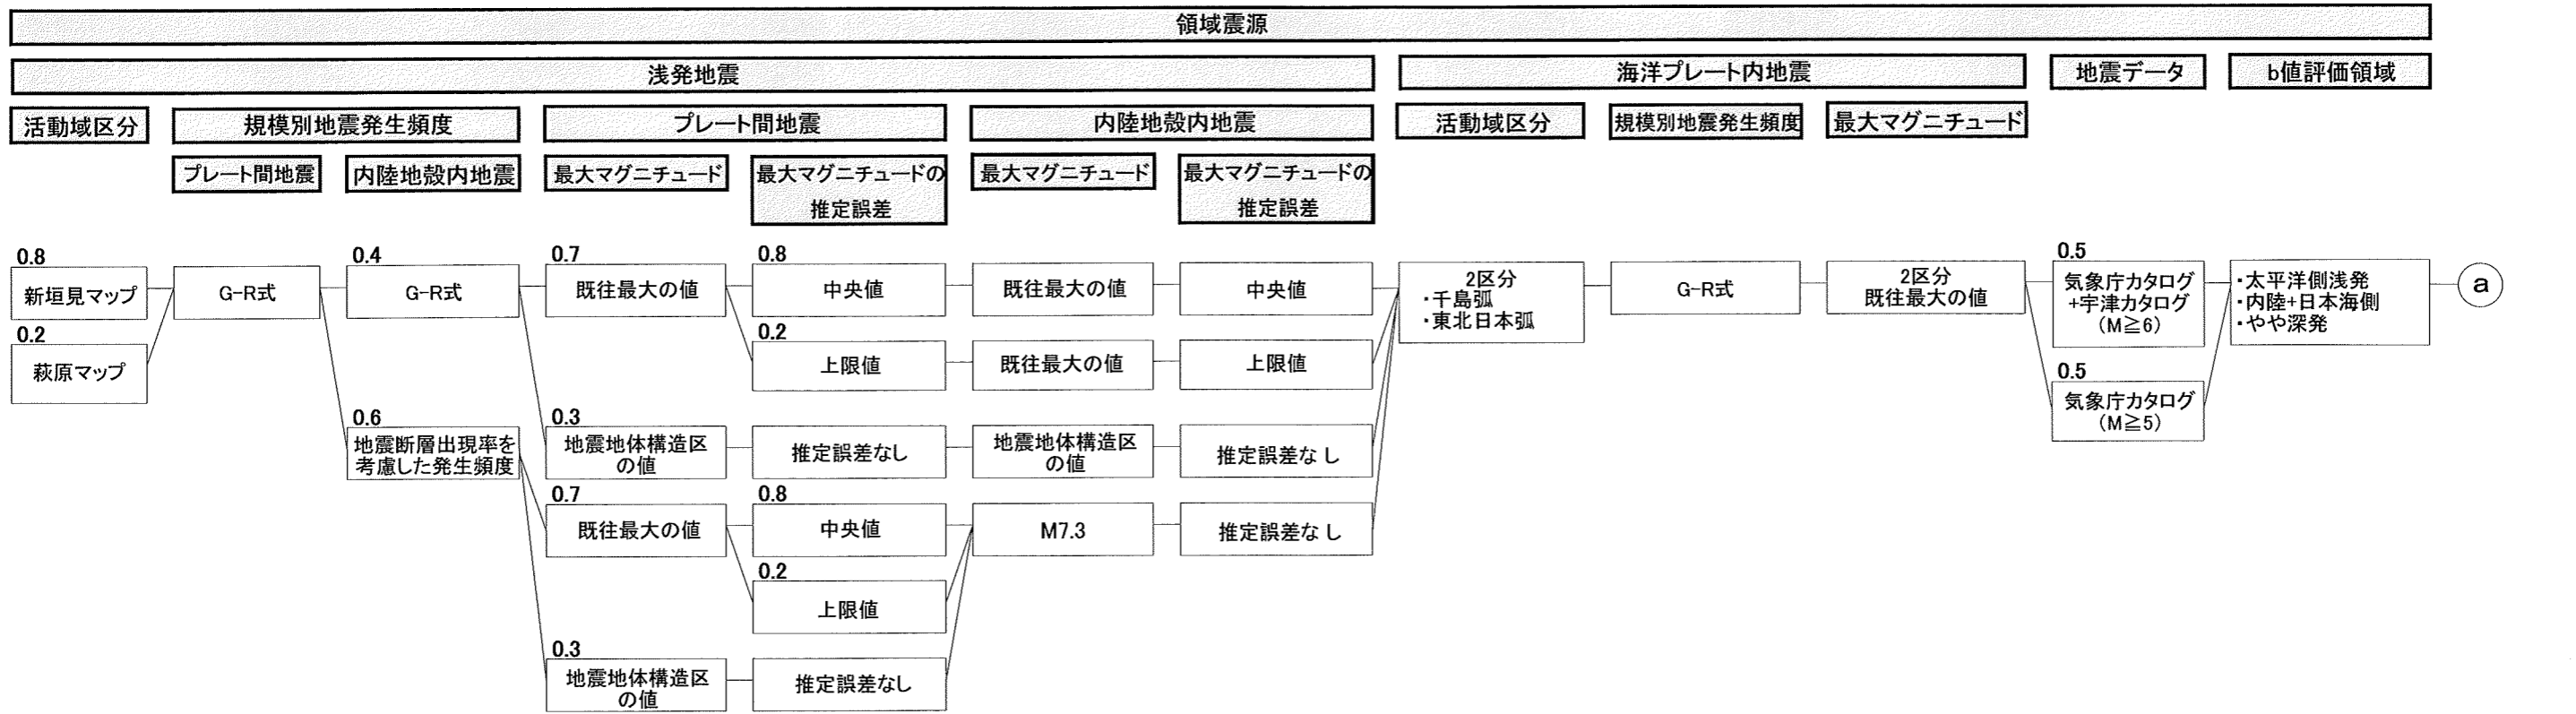 領域震源
浅発地震
海洋プレート内地震
地震データ
b値評価領域
活動域区分
規模別地震発生頻度
プレート間地震
内陸地殻内地震
活動域区分
規模別地震発生頻度
最大マグニチュード
プレート間地震
内陸地殻内地震
最大マグニチュード
最大マグニチュードの
推定誤差
最大マグニチュード
最大マグニチュードの
推定誤差
0.8
新垣見マップ
0.2
萩原マップ
G-R式
0.4
G-R式
0.6
地震断層出現率を
考慮した発生頻度
0.7
既往最大の値
0.3
地震地体構造区
の値
0.7
既往最大の値
0.3
地震地体構造区
の値
0.8
中央値
0.2
上限値
推定誤差なし
0.8
中央値
0.2
上限値
推定誤差なし
既往最大の値
既往最大の値
地震地体構造区
の値
M7.3
中央値
上限値
推定誤差なし
推定誤差なし
2区分
・千島弧
・東北日本弧
G-R式
2区分
既往最大の値
0.5
気象庁カタログ
+宇津カタログ
(M≧6)
0.5
気象庁カタログ
(M≧5)
・太平洋側浅発
・内陸+日本海側
・やや深発
a